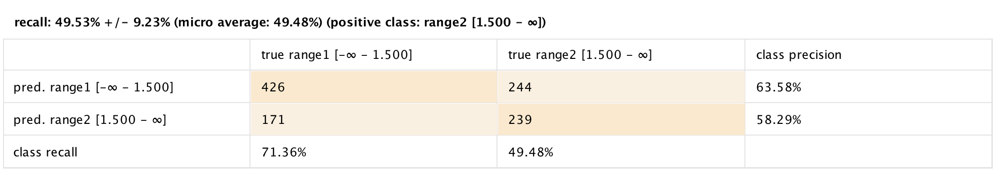 recall: 49.53% +/- 9.23% (micro average: 49.48%) (positive class: range2 [1.500 - ∞])
true range1 [-∞ - 1.500] true range2 [1.500 - ∞] class precision
pred. range1 [-∞ - 1.500] 426 244 63.58%
pred. range2 [1.500 - ∞] 171 239 58.29%
class recall 71.36% 49.48%